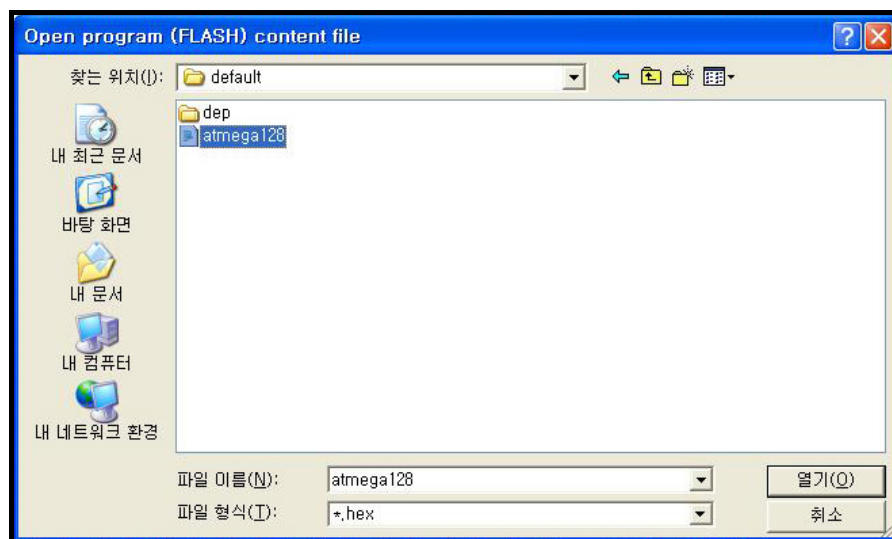 Open program (FLASH) content file
찾는 위치(I): default
dep
atmega128
내 최근 문서
바탕 화면
내 문서
내 컴퓨터
내 네트워크 환경
파일 이름(N): atmega128 열기(O)
파일 형식(T): *.hex 취소